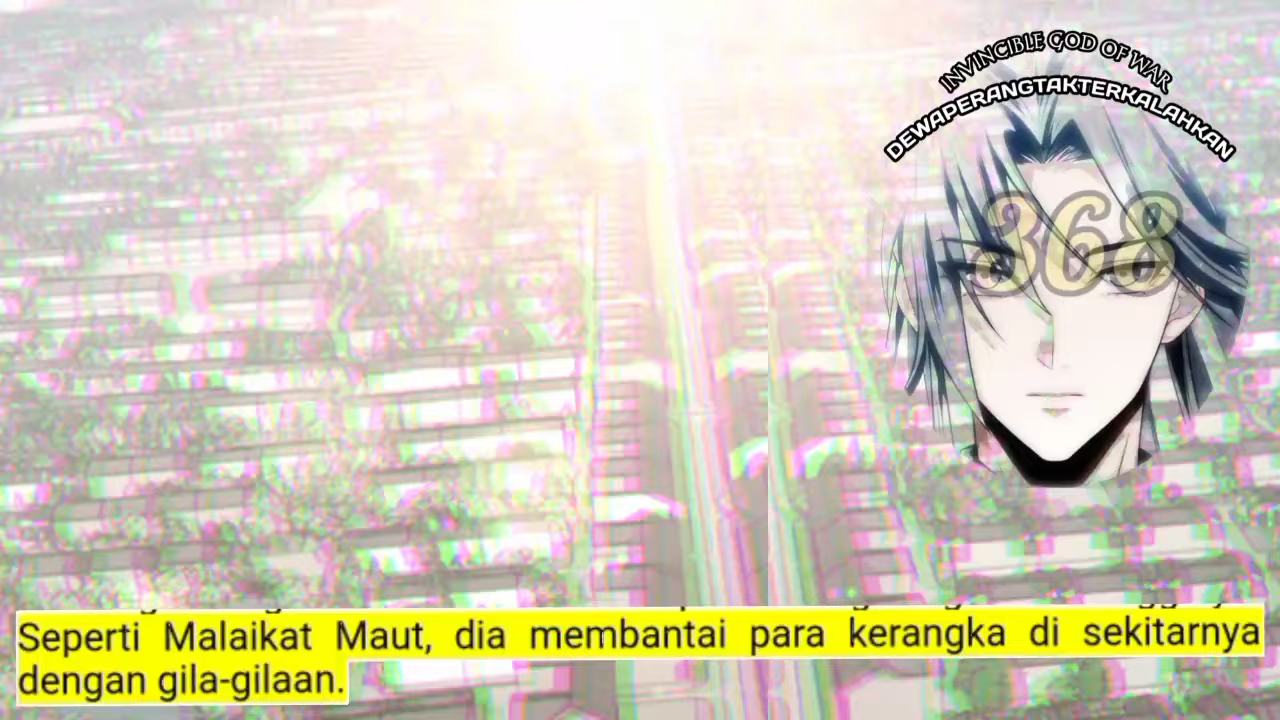 INVINCIBLE GOD OF WAR
DEWAPERANGTAKTERKALAHKAN
368
Seperti Malaikat Maut, dia membantai para kerangka di sekitarnya
dengan gila-gilaan.